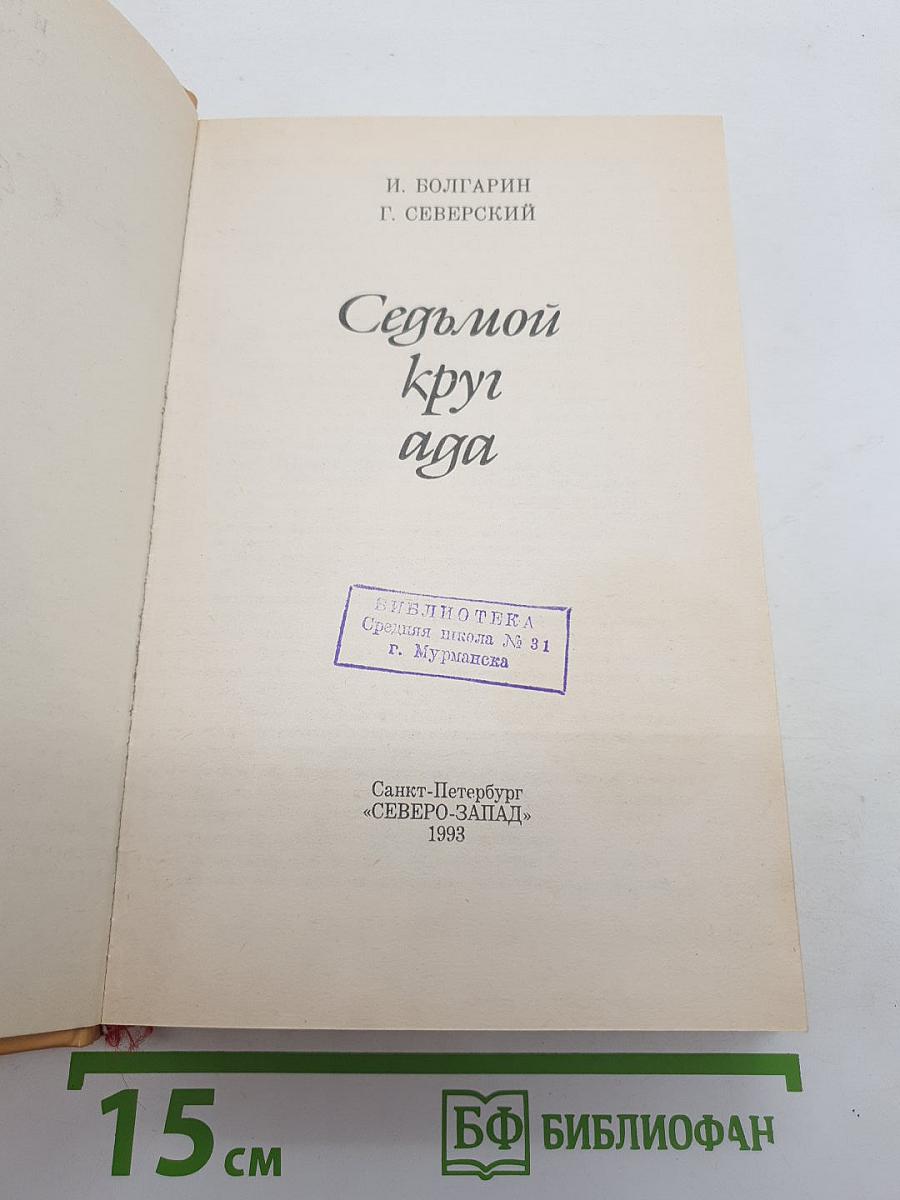 И. БОЛГАРИН
Г. СЕВЕРСКИЙ
Седьмой
круг
ада
БИБЛИОТЕКА
Средняя школа № 31
г. Мурманска
Санкт-Петербург
«СЕВЕРО-ЗАПАД»
1993
15 см
БФ БИБЛИОФАН